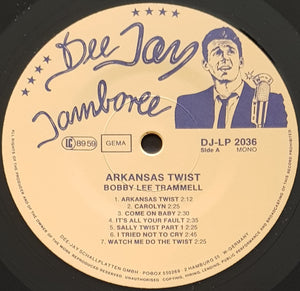 Dee Jay
Jamboree
LC 8959
GEMA
DJ-LP 2036
Side A MONO
ARKANSAS TWIST
BOBBY LEE TRAMMELL
1. ARKANSAS TWIST 2:12
2. CAROLYN 2:25
3. COME ON BABY 2:30
4. IT'S ALL YOUR FAULT 2:35
5. SALLY TWIST PART 1 2:25
6. I TRIED NOT TO CRY 2:25
7. WATCH ME DO THE TWIST 2:25
DEE-JAY SCHALLPLATTEN GMBH · POBOX 550269 · 2 HAMBURG 55 W-GERMANY